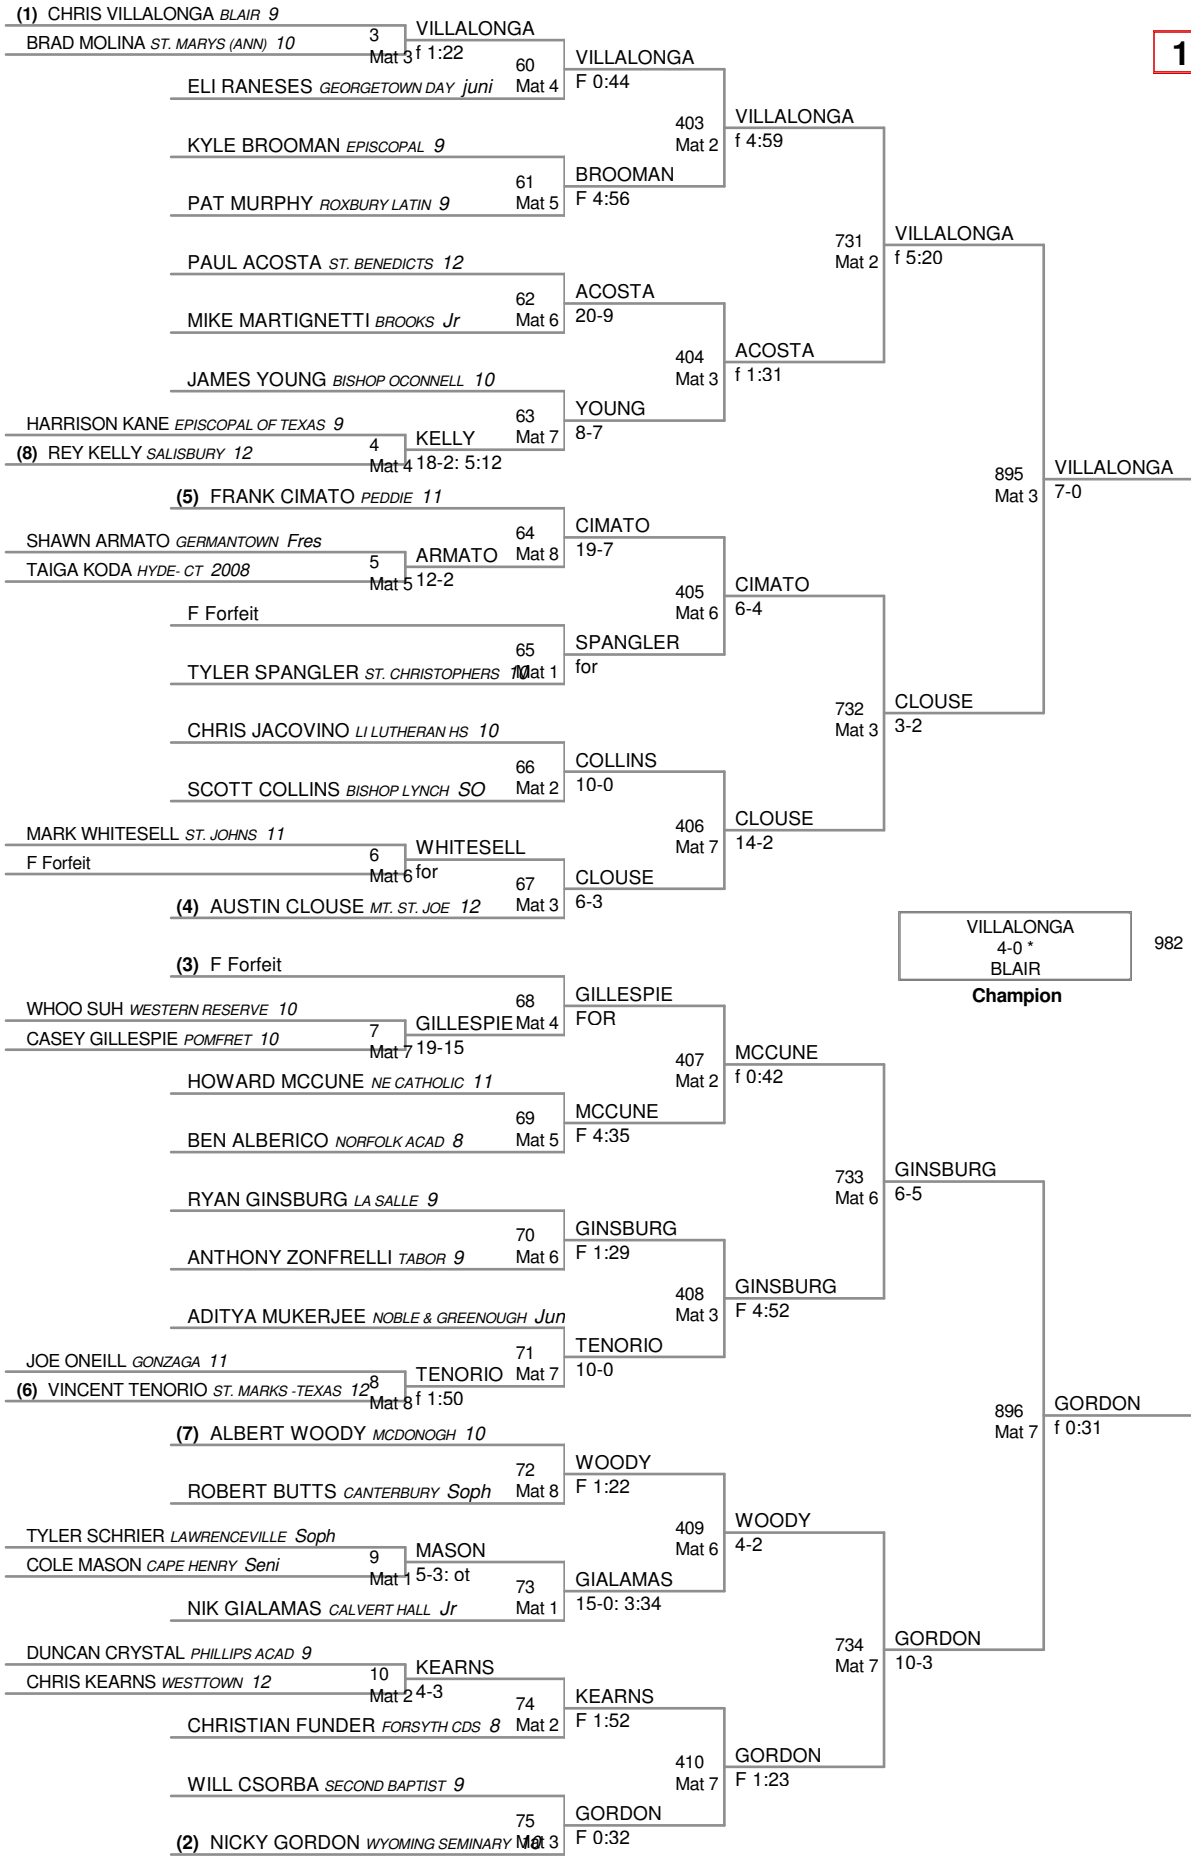 (1) CHRIS VILLALONGA BLAIR 9
BRAD MOLINA ST. MARYS (ANN) 10
3
Mat 3
VILLALONGA
f 1:22
1
ELI RANESES GEORGETOWN DAY juni
60
Mat 4
VILLALONGA
F 0:44
KYLE BROOMAN EPISCOPAL 9
PAT MURPHY ROXBURY LATIN 9
61
Mat 5
BROOMAN
F 4:56
403
Mat 2
VILLALONGA
f 4:59
PAUL ACOSTA ST. BENEDICTS 12
MIKE MARTIGNETTI BROOKS Jr
62
Mat 6
ACOSTA
20-9
731
Mat 2
VILLALONGA
f 5:20
JAMES YOUNG BISHOP OCONNELL 10
HARRISON KANE EPISCOPAL OF TEXAS 9
(8) REY KELLY SALISBURY 12
4
Mat 4
KELLY
18-2: 5:12
63
Mat 7
YOUNG
8-7
404
Mat 3
ACOSTA
f 1:31
895
Mat 3
VILLALONGA
7-0
(5) FRANK CIMATO PEDDIE 11
SHAWN ARMATO GERMANTOWN Fres
TAIGA KODA HYDE- CT 2008
5
Mat 5
ARMATO
12-2
64
Mat 8
CIMATO
19-7
405
Mat 6
CIMATO
6-4
F Forfeit
TYLER SPANGLER ST. CHRISTOPHERS 10
65
Mat 1
SPANGLER
for
732
Mat 3
CLOUSE
3-2
CHRIS JACOVINO LI LUTHERAN HS 10
SCOTT COLLINS BISHOP LYNCH SO
66
Mat 2
COLLINS
10-0
406
Mat 7
CLOUSE
14-2
MARK WHITESELL ST. JOHNS 11
F Forfeit
6
Mat 6
WHITESELL
for
(4) AUSTIN CLOUSE MT. ST. JOE 12
67
Mat 3
CLOUSE
6-3
VILLALONGA
4-0 *
BLAIR
982
Champion
(3) F Forfeit
WHOO SUH WESTERN RESERVE 10
CASEY GILLESPIE POMFRET 10
7
Mat 7
GILLESPIE
19-15
68
Mat 4
GILLESPIE
FOR
407
Mat 2
MCCUNE
f 0:42
HOWARD MCCUNE NE CATHOLIC 11
BEN ALBERICO NORFOLK ACAD 8
69
Mat 5
MCCUNE
F 4:35
733
Mat 6
GINSBURG
6-5
RYAN GINSBURG LA SALLE 9
ANTHONY ZONFRELLI TABOR 9
70
Mat 6
GINSBURG
F 1:29
408
Mat 3
GINSBURG
F 4:52
ADITYA MUKERJEE NOBLE & GREENOUGH Jun
JOE ONEILL GONZAGA 11
(6) VINCENT TENORIO ST. MARKS -TEXAS 12
8
Mat 8
TENORIO
f 1:50
71
Mat 7
TENORIO
10-0
896
Mat 7
GORDON
f 0:31
(7) ALBERT WOODY MCDONOGH 10
ROBERT BUTTS CANTERBURY Soph
72
Mat 8
WOODY
F 1:22
409
Mat 6
WOODY
4-2
TYLER SCHRIER LAWRENCEVILLE Soph
COLE MASON CAPE HENRY Seni
9
Mat 1
MASON
5-3: ot
NIK GIALAMAS CALVERT HALL Jr
73
Mat 1
GIALAMAS
15-0: 3:34
734
Mat 7
GORDON
10-3
DUNCAN CRYSTAL PHILLIPS ACAD 9
CHRIS KEARNS WESTTOWN 12
10
Mat 2
KEARNS
4-3
CHRISTIAN FUNDER FORSYTH CDS 8
74
Mat 2
KEARNS
F 1:52
410
Mat 7
GORDON
F 1:23
WILL CSORBA SECOND BAPTIST 9
(2) NICKY GORDON WYOMING SEMINARY 10
75
Mat 3
GORDON
F 0:32